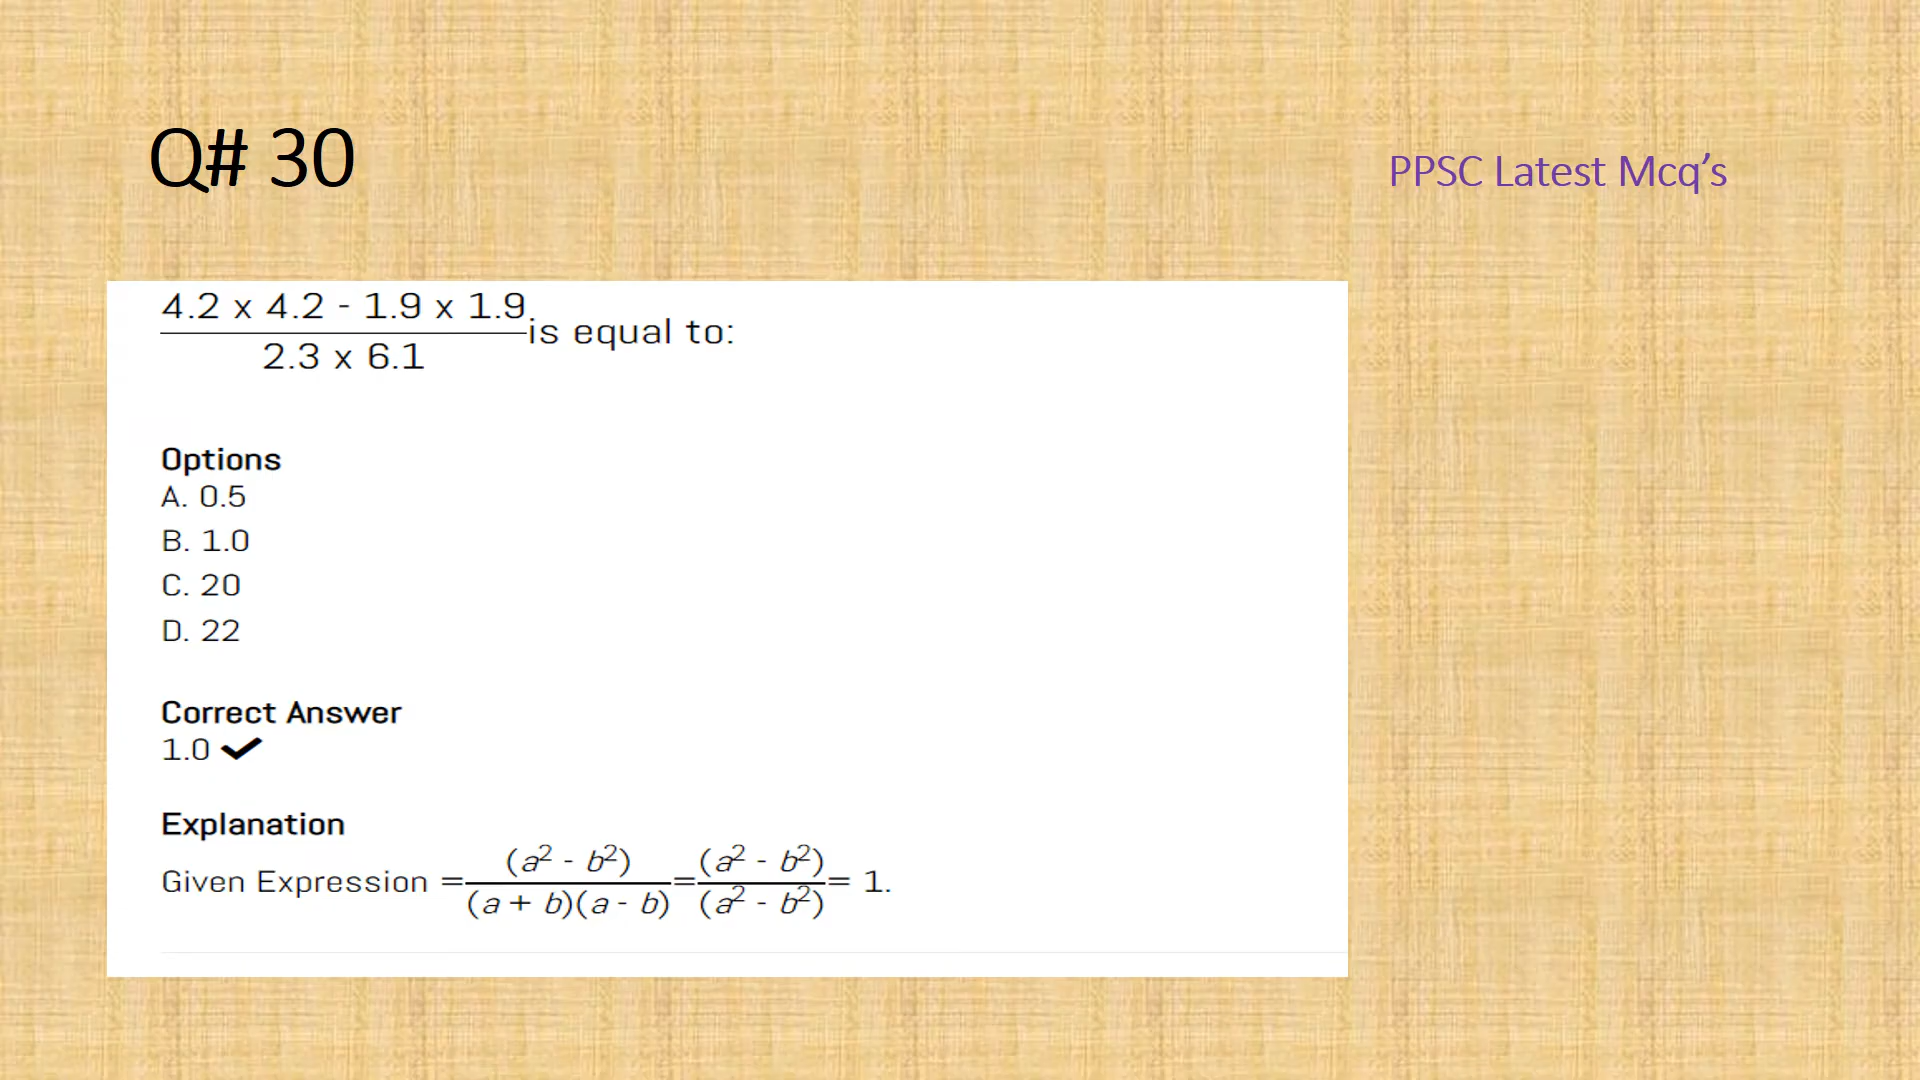 Q# 30
PPSC Latest Mcq’s
4.2 x 4.2 - 1.9 x 1.9
is equal to:
2.3 x 6.1
Options
A. 0.5
B. 1.0
C. 20
D. 22
Correct Answer
1.0 ✔
Explanation
Given Expression = (a² - b²) / (a + b)(a - b) = (a² - b²) / (a² - b²) = 1.